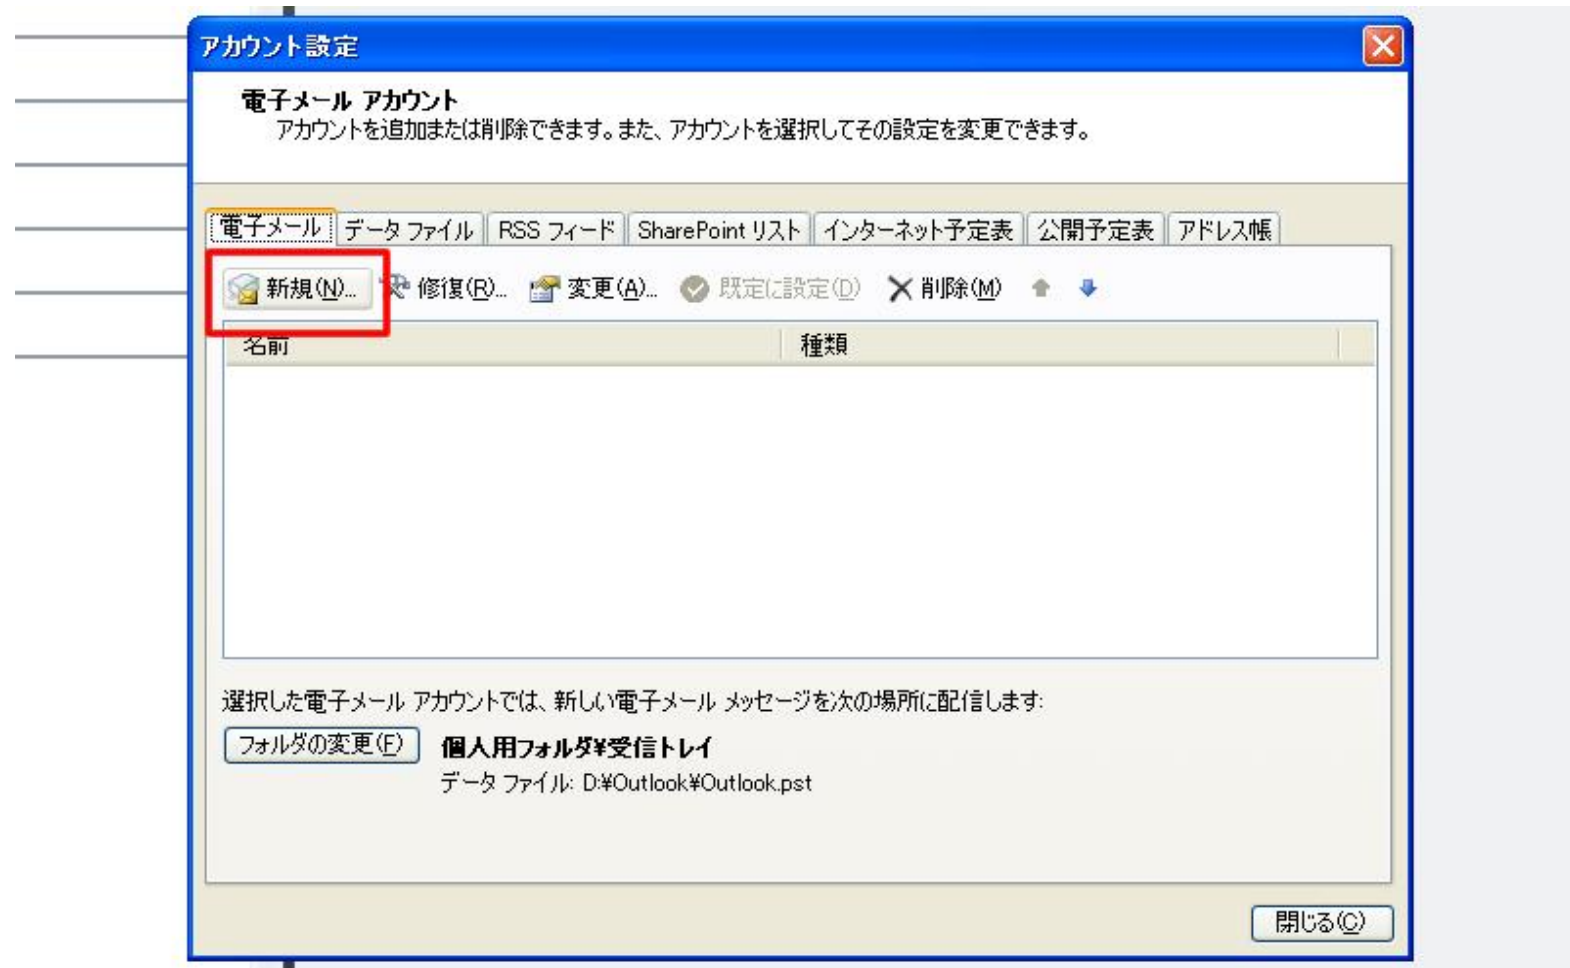 アカウント設定
電子メール アカウント
アカウントを追加または削除できます。また、アカウントを選択してその設定を変更できます。
電子メール データ ファイル RSS フィード SharePoint リスト インターネット予定表 公開予定表 アドレス帳
新規(N)... 修復(R)... 変更(A)... 既定に設定(D) 削除(M)
名前 種類
選択した電子メール アカウントでは、新しい電子メール メッセージを次の場所に配信します:
フォルダの変更(F) 個人用フォルダ¥受信トレイ
データ ファイル: D:¥Outlook¥Outlook.pst
閉じる(C)